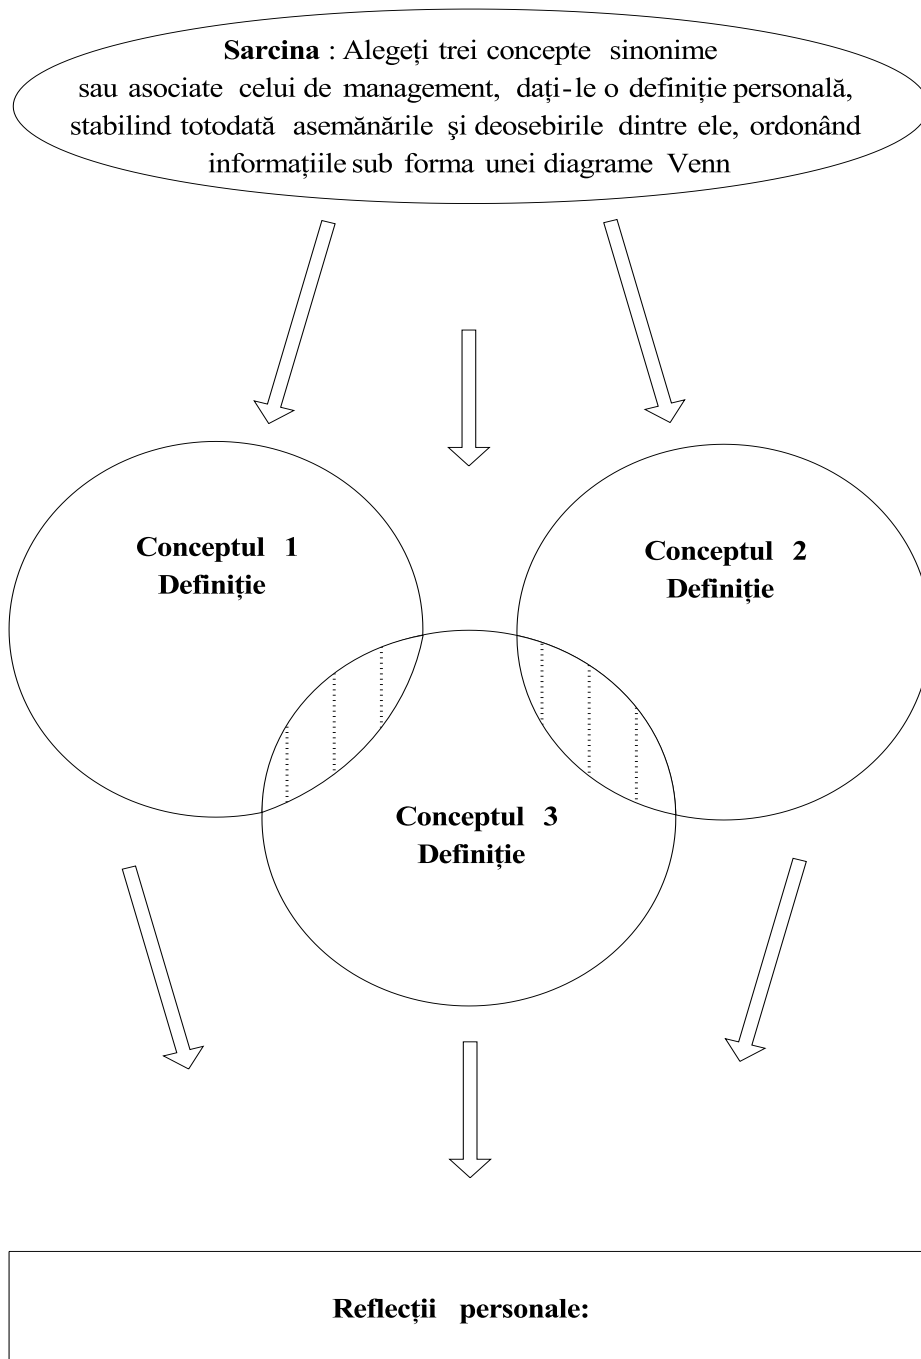 Sarcina : Alegeți trei concepte sinonime
sau asociate celui de management, dați-le o definiție personală,
stabilind totodată asemănările şi deosebirile dintre ele, ordonând
informațiile sub forma unei diagrame Venn
Conceptul 1
Definiție
Conceptul 2
Definiție
Conceptul 3
Definiție
Reflecții personale: